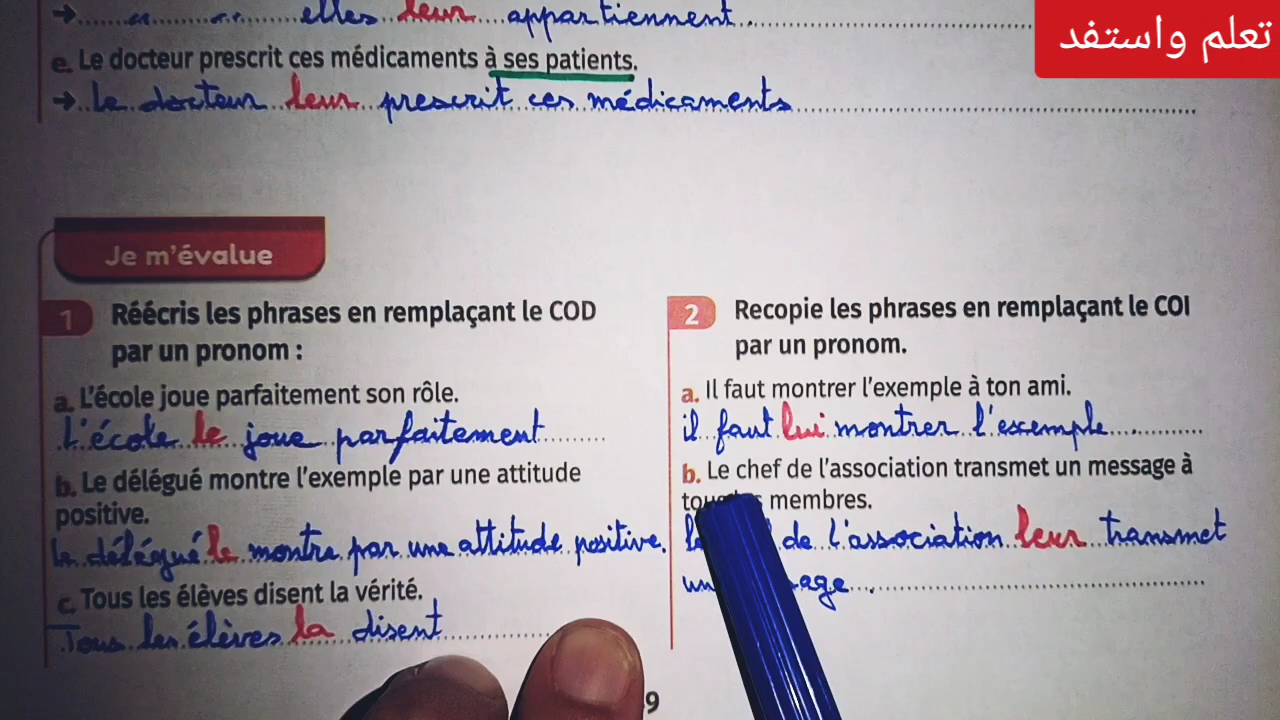 → elles leur appartiennent.
تعلم واستفد
e. Le docteur prescrit ces médicaments à ses patients.
→ le docteur leur prescrit ces médicaments
Je m'évalue
1 Réécris les phrases en remplaçant le COD
par un pronom :
a. L'école joue parfaitement son rôle.
L'école le joue parfaitement
b. Le délégué montre l'exemple par une attitude
positive.
le délégué le montre par une attitude positive.
c. Tous les élèves disent la vérité.
Tous les élèves la disent
2 Recopie les phrases en remplaçant le COI
par un pronom.
a. Il faut montrer l'exemple à ton ami.
il faut lui montrer l'exemple
b. Le chef de l'association transmet un message à
membres.
de l'association leur transmet
9